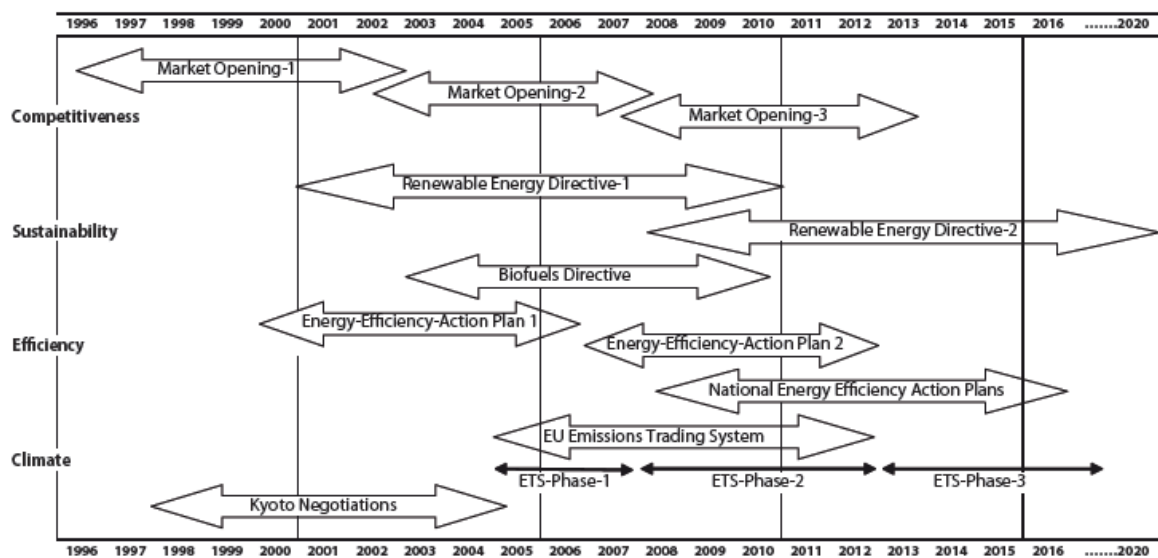 1996 1997 1998 1999 2000 2001 2002 2003 2004 2005 2006 2007 2008 2009 2010 2011 2012 2013 2014 2015 2016 .......2020
Market Opening-1
Market Opening-2
Competitiveness
Market Opening-3
Renewable Energy Directive-1
Sustainability
Renewable Energy Directive-2
Biofuels Directive
Energy-Efficiency-Action Plan 1
Efficiency
Energy-Efficiency-Action Plan 2
National Energy Efficiency Action Plans
EU Emissions Trading System
Climate
ETS-Phase-1 ETS-Phase-2 ETS-Phase-3
Kyoto Negotiations
1996 1997 1998 1999 2000 2001 2002 2003 2004 2005 2006 2007 2008 2009 2010 2011 2012 2013 2014 2015 2016 .......2020